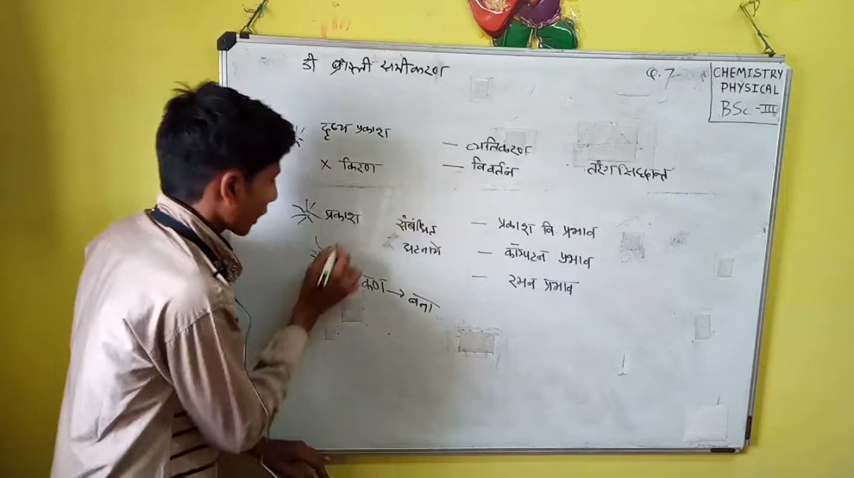 डी ब्रोग्ली समीकरण
Q.7
CHEMISTRY
PHYSICAL
BSc-III
दृश्य प्रकाश — व्यतिकरण
X किरण — विवर्तन तरंग सिद्धान्त
प्रकाश संबंधित — प्रकाश वि. प्रभाव
घटनायें — कॉम्पटन प्रभाव
— रमन प्रभाव
कण → बना